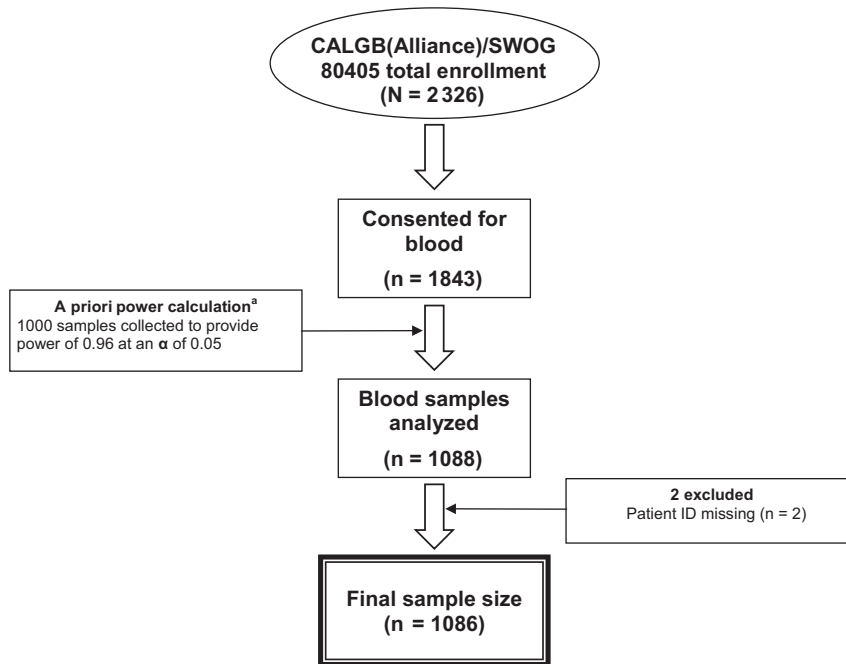 CALGB(Alliance)/SWOG
80405 total enrollment
(N = 2 326)
Consented for
blood
(n = 1843)
A priori power calculationᵃ
1000 samples collected to provide
power of 0.96 at an α of 0.05
Blood samples
analyzed
(n = 1088)
2 excluded
Patient ID missing (n = 2)
Final sample size
(n = 1086)